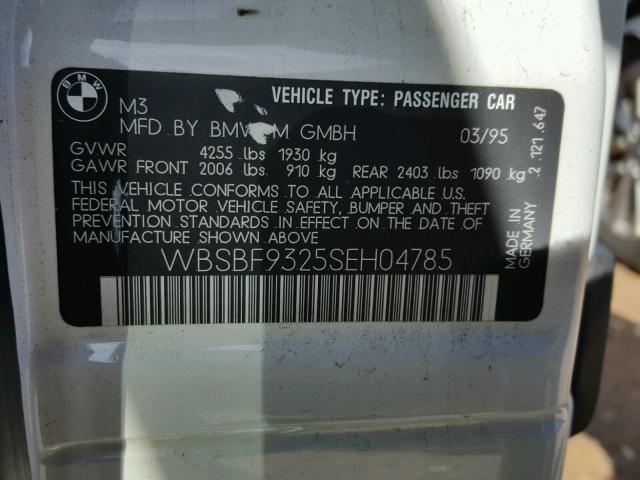 BMW
VEHICLE TYPE: PASSENGER CAR
M3
MFD BY BMW M GMBH 03/95
GVWR 4255 lbs 1930 kg
GAWR FRONT 2006 lbs 910 kg REAR 2403 lbs 1090 kg
THIS VEHICLE CONFORMS TO ALL APPLICABLE U.S.
FEDERAL MOTOR VEHICLE SAFETY, BUMPER AND THEFT
PREVENTION STANDARDS IN EFFECT ON THE DATE OF
MANUFACTURE SHOWN ABOVE
WBSBF9325SEH04785
MADE IN
GERMANY
.2 121 647